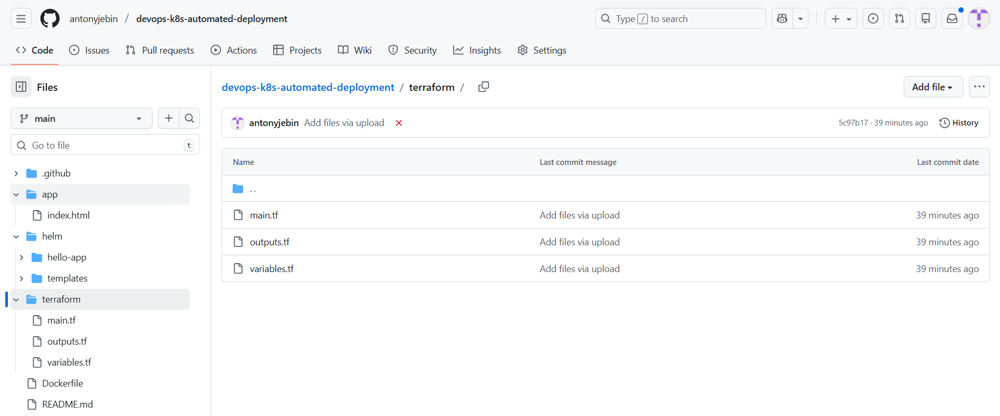 antonyjebin / devops-k8s-automated-deployment
Type / to search
Code Issues Pull requests Actions Projects Wiki Security Insights Settings
Files
main
Go to file t
.github
app
index.html
helm
hello-app
templates
terraform
main.tf
outputs.tf
variables.tf
Dockerfile
README.md
devops-k8s-automated-deployment / terraform /
Add file
antonyjebin Add files via upload 5c97b17 · 39 minutes ago History
Name Last commit message Last commit date
..
main.tf Add files via upload 39 minutes ago
outputs.tf Add files via upload 39 minutes ago
variables.tf Add files via upload 39 minutes ago